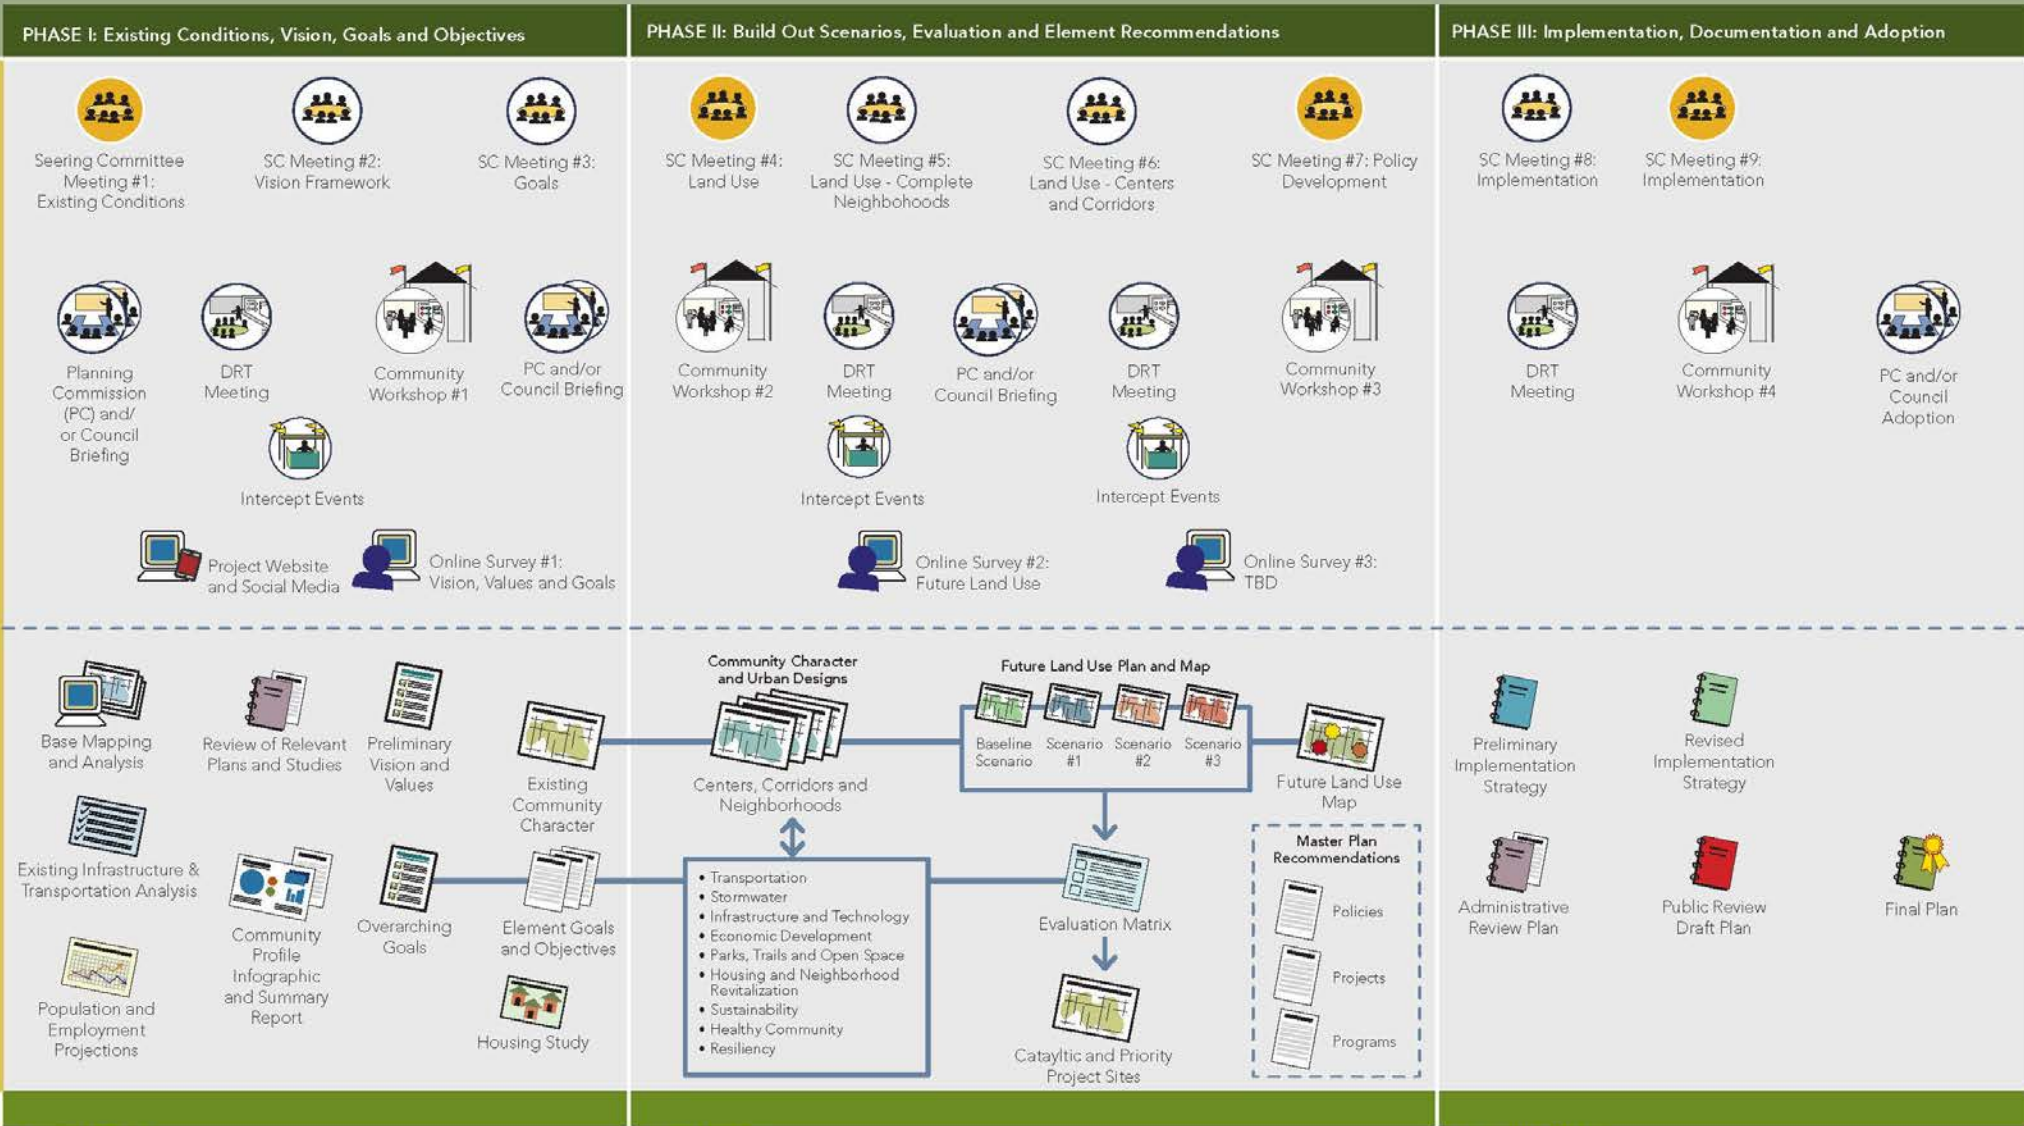 PHASE I: Existing Conditions, Vision, Goals and Objectives
PHASE II: Build Out Scenarios, Evaluation and Element Recommendations
PHASE III: Implementation, Documentation and Adoption
Seering Committee
Meeting #1:
Existing Conditions
SC Meeting #2:
Vision Framework
SC Meeting #3:
Goals
SC Meeting #4:
Land Use
SC Meeting #5:
Land Use - Complete
Neighbohoods
SC Meeting #6:
Land Use - Centers
and Corridors
SC Meeting #7: Policy
Development
SC Meeting #8:
Implementation
SC Meeting #9:
Implementation
Planning
Commission
(PC) and/
or Council
Briefing
DRT
Meeting
Community
Workshop #1
PC and/or
Council Briefing
Community
Workshop #2
DRT
Meeting
PC and/or
Council Briefing
DRT
Meeting
Community
Workshop #3
DRT
Meeting
Community
Workshop #4
PC and/or
Council
Adoption
Intercept Events
Intercept Events
Intercept Events
Project Website
and Social Media
Online Survey #1:
Vision, Values and Goals
Online Survey #2:
Future Land Use
Online Survey #3:
TBD
Base Mapping
and Analysis
Review of Relevant
Plans and Studies
Preliminary
Vision and
Values
Existing
Community
Character
Existing Infrastructure &
Transportation Analysis
Community
Profile
Infographic
and Summary
Report
Overarching
Goals
Element Goals
and Objectives
Population and
Employment
Projections
Housing Study
Community Character
and Urban Designs
Centers, Corridors and
Neighborhoods
• Transportation
• Stormwater
• Infrastructure and Technology
• Economic Development
• Parks, Trails and Open Space
• Housing and Neighborhood
Revitalization
• Sustainability
• Healthy Community
• Resiliency
Future Land Use Plan and Map
Baseline
Scenario
Scenario
#1
Scenario
#2
Scenario
#3
Future Land Use
Map
Evaluation Matrix
Catayltic and Priority
Project Sites
Master Plan
Recommendations
Policies
Projects
Programs
Preliminary
Implementation
Strategy
Revised
Implementation
Strategy
Administrative
Review Plan
Public Review
Draft Plan
Final Plan